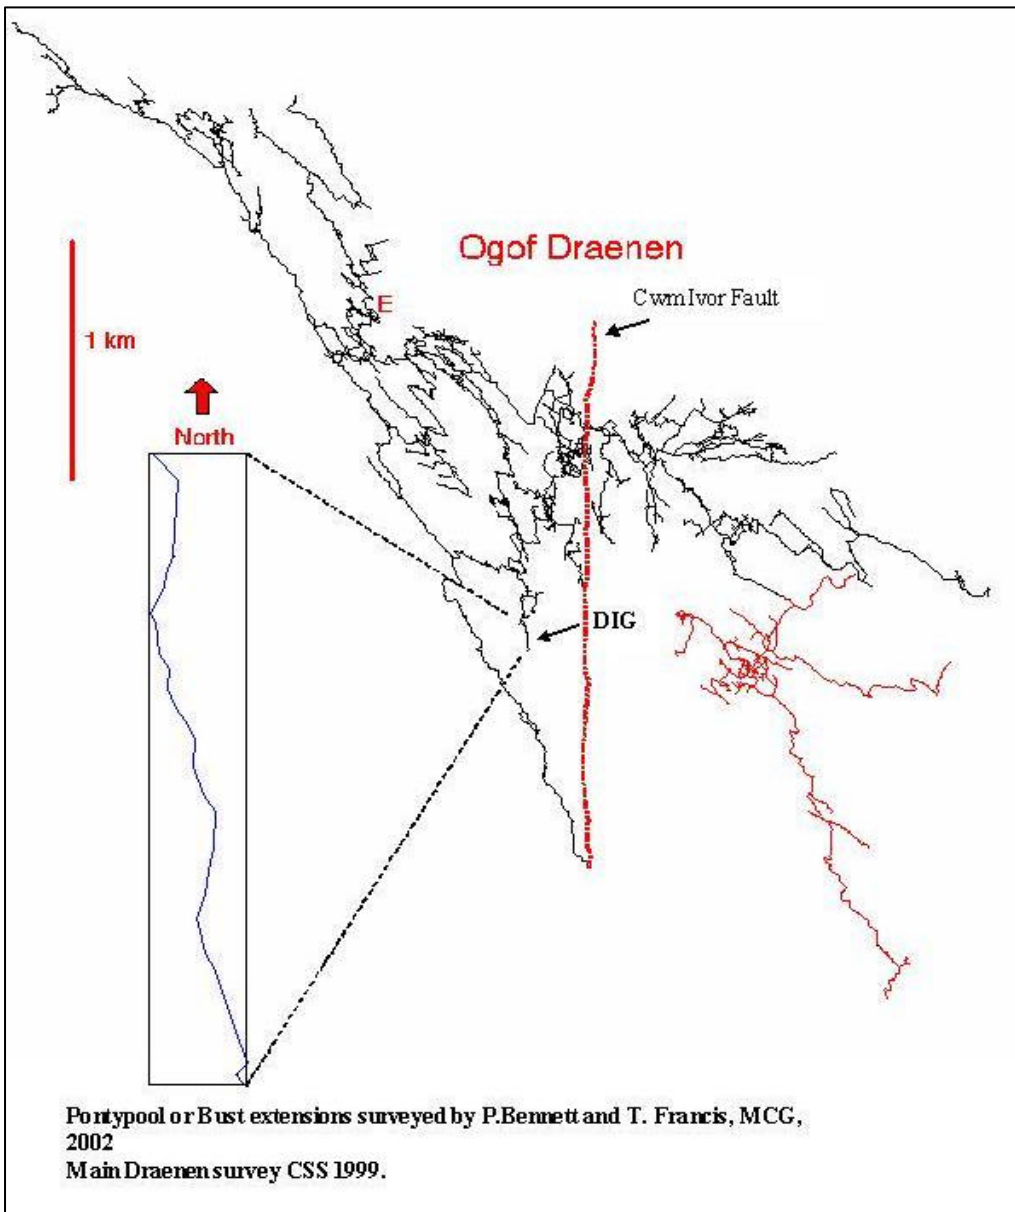 Ogof Draenen
Cwm Ivor Fault
E
1 km
North
DIG
Pontypool or Bust extensions surveyed by P.Bennett and T. Francis, MCG,
2002
Main Draenen survey CSS 1999.